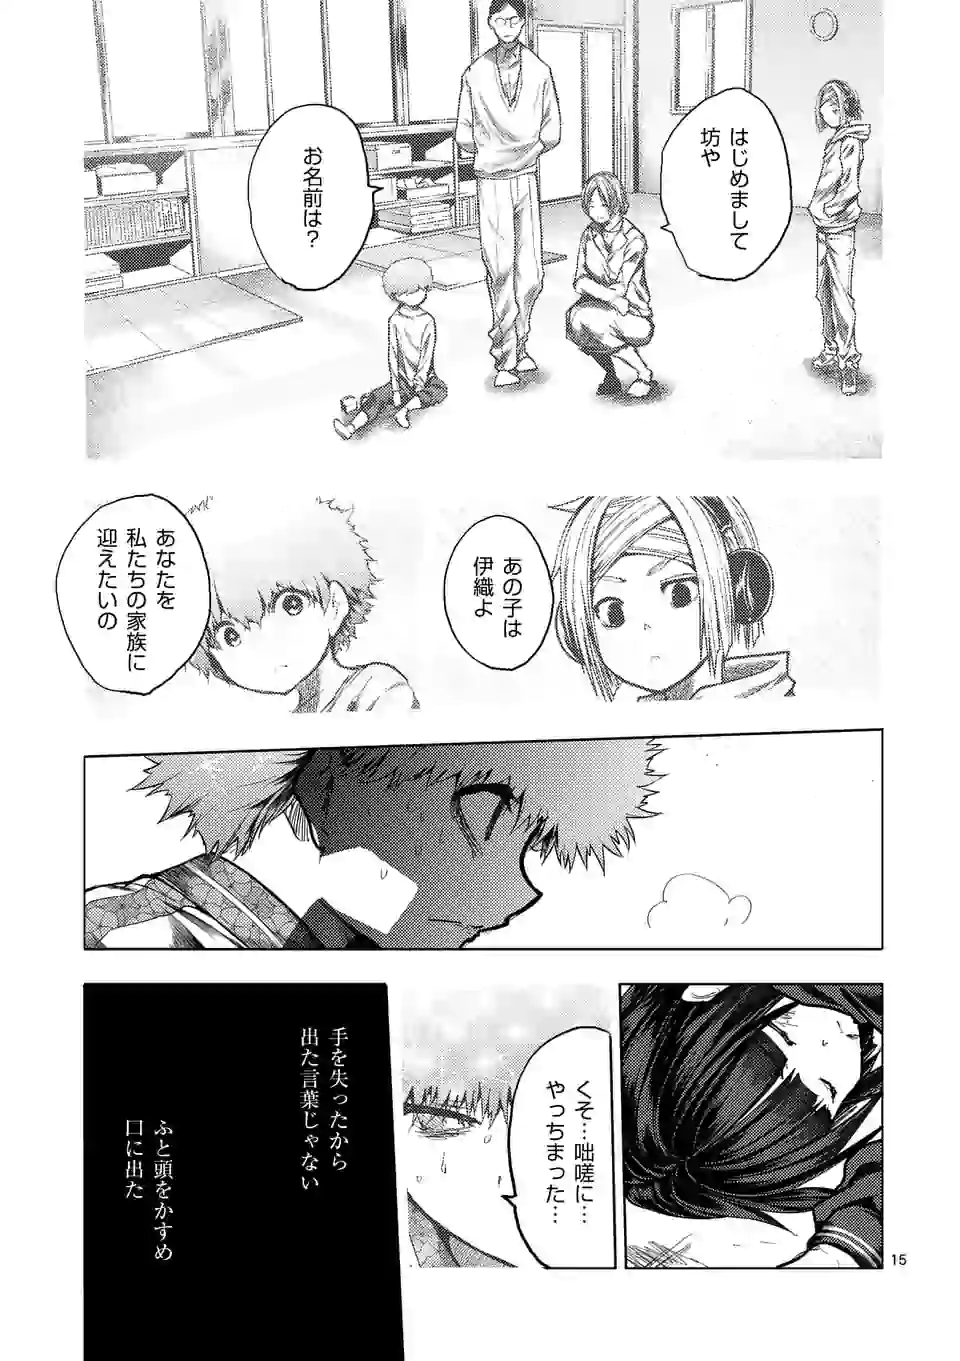 はじめまして
坊や
お名前は？
あの子は
伊織よ
あなたを
私たちの家族に
迎えたいの
くそ…咄嗟に…
やっちまった…
手を失ったから
出た言葉じゃない
ふと頭をかすめ
口に出た
15